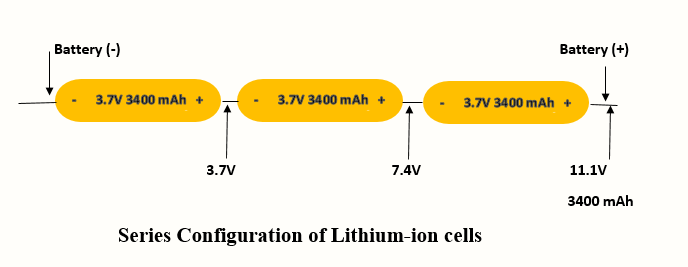 Battery (-)
Battery (+)
- 3.7V 3400 mAh +
- 3.7V 3400 mAh +
- 3.7V 3400 mAh +
3.7V
7.4V
11.1V
3400 mAh
Series Configuration of Lithium-ion cells